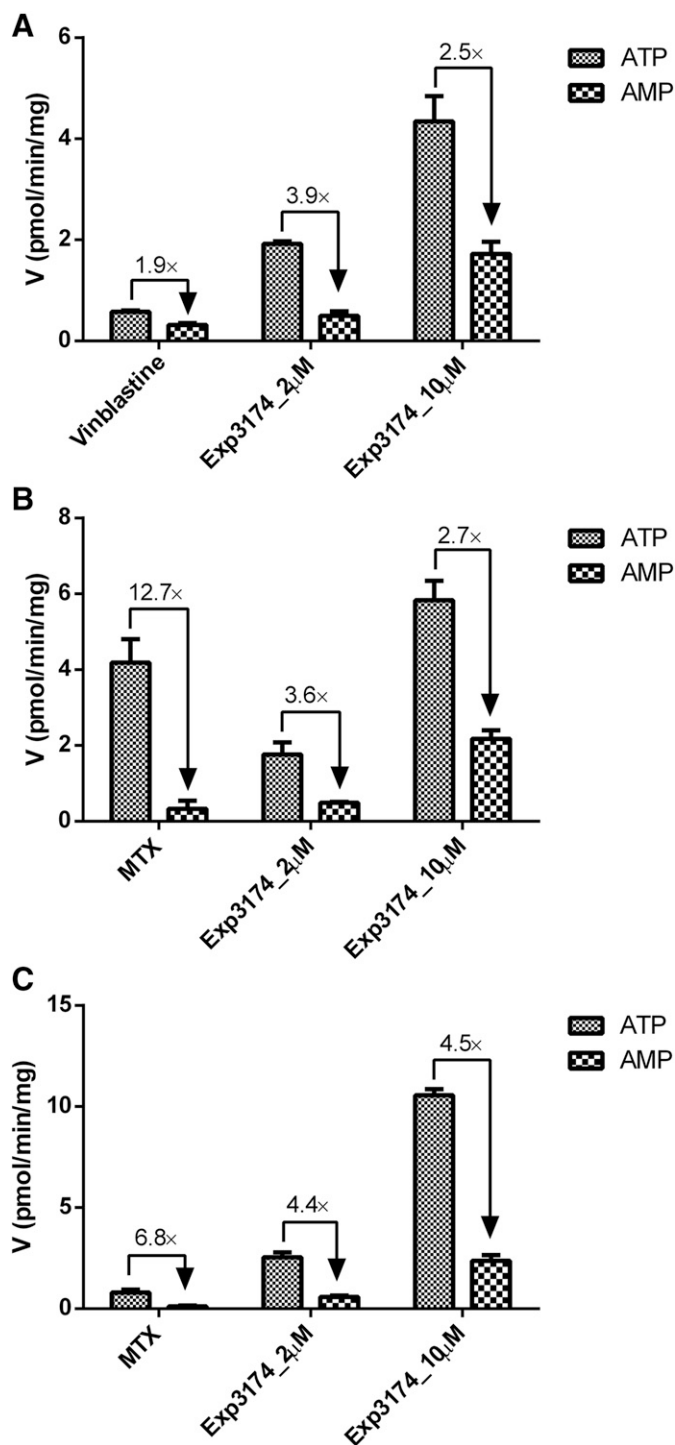 A
V (pmol/min/mg)
6
4
2
0
1.9×
3.9×
2.5×
ATP
AMP
Vinblastine
Exp3174_2μM
Exp3174_10μM
B
V (pmol/min/mg)
8
6
4
2
0
12.7×
3.6×
2.7×
ATP
AMP
MTX
Exp3174_2μM
Exp3174_10μM
C
V (pmol/min/mg)
15
10
5
0
6.8×
4.4×
4.5×
ATP
AMP
MTX
Exp3174_2μM
Exp3174_10μM